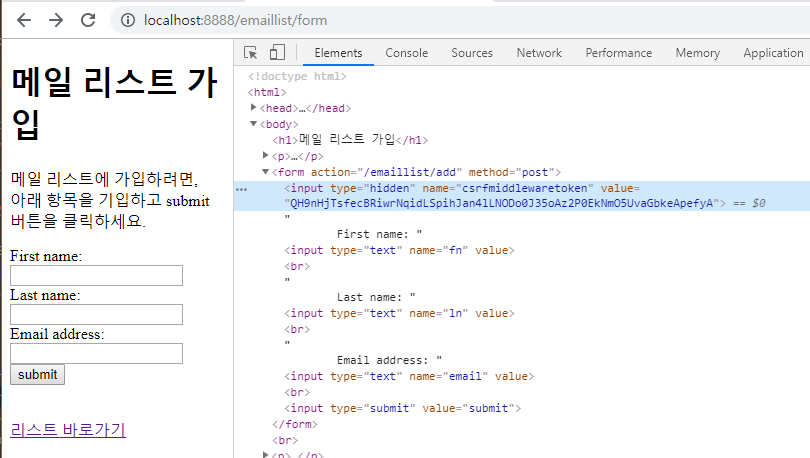 localhost:8888/emaillist/form
메일 리스트 가
입
메일 리스트에 가입하려면,
아래 항목을 기입하고 submit
버튼을 클릭하세요.
First name:
Last name:
Email address:
submit
리스트 바로가기
Elements Console Sources Network Performance Memory Application
<!doctype html>
<html>
<head>…</head>
<body>
<h1>메일 리스트 가입</h1>
<p>…</p>
<form action="/emaillist/add" method="post">
<input type="hidden" name="csrfmiddlewaretoken" value=
"QH9nHjTsfecBRiwrNqidLSpihJan4lLNODo0J35oAz2P0EkNmO5UvaGbkeApefyA"> == $0
"
First name: "
<input type="text" name="fn" value>
<br>
"
Last name: "
<input type="text" name="ln" value>
<br>
"
Email address: "
<input type="text" name="email" value>
<br>
<input type="submit" value="submit">
</form>
<br>
<p>…</p>